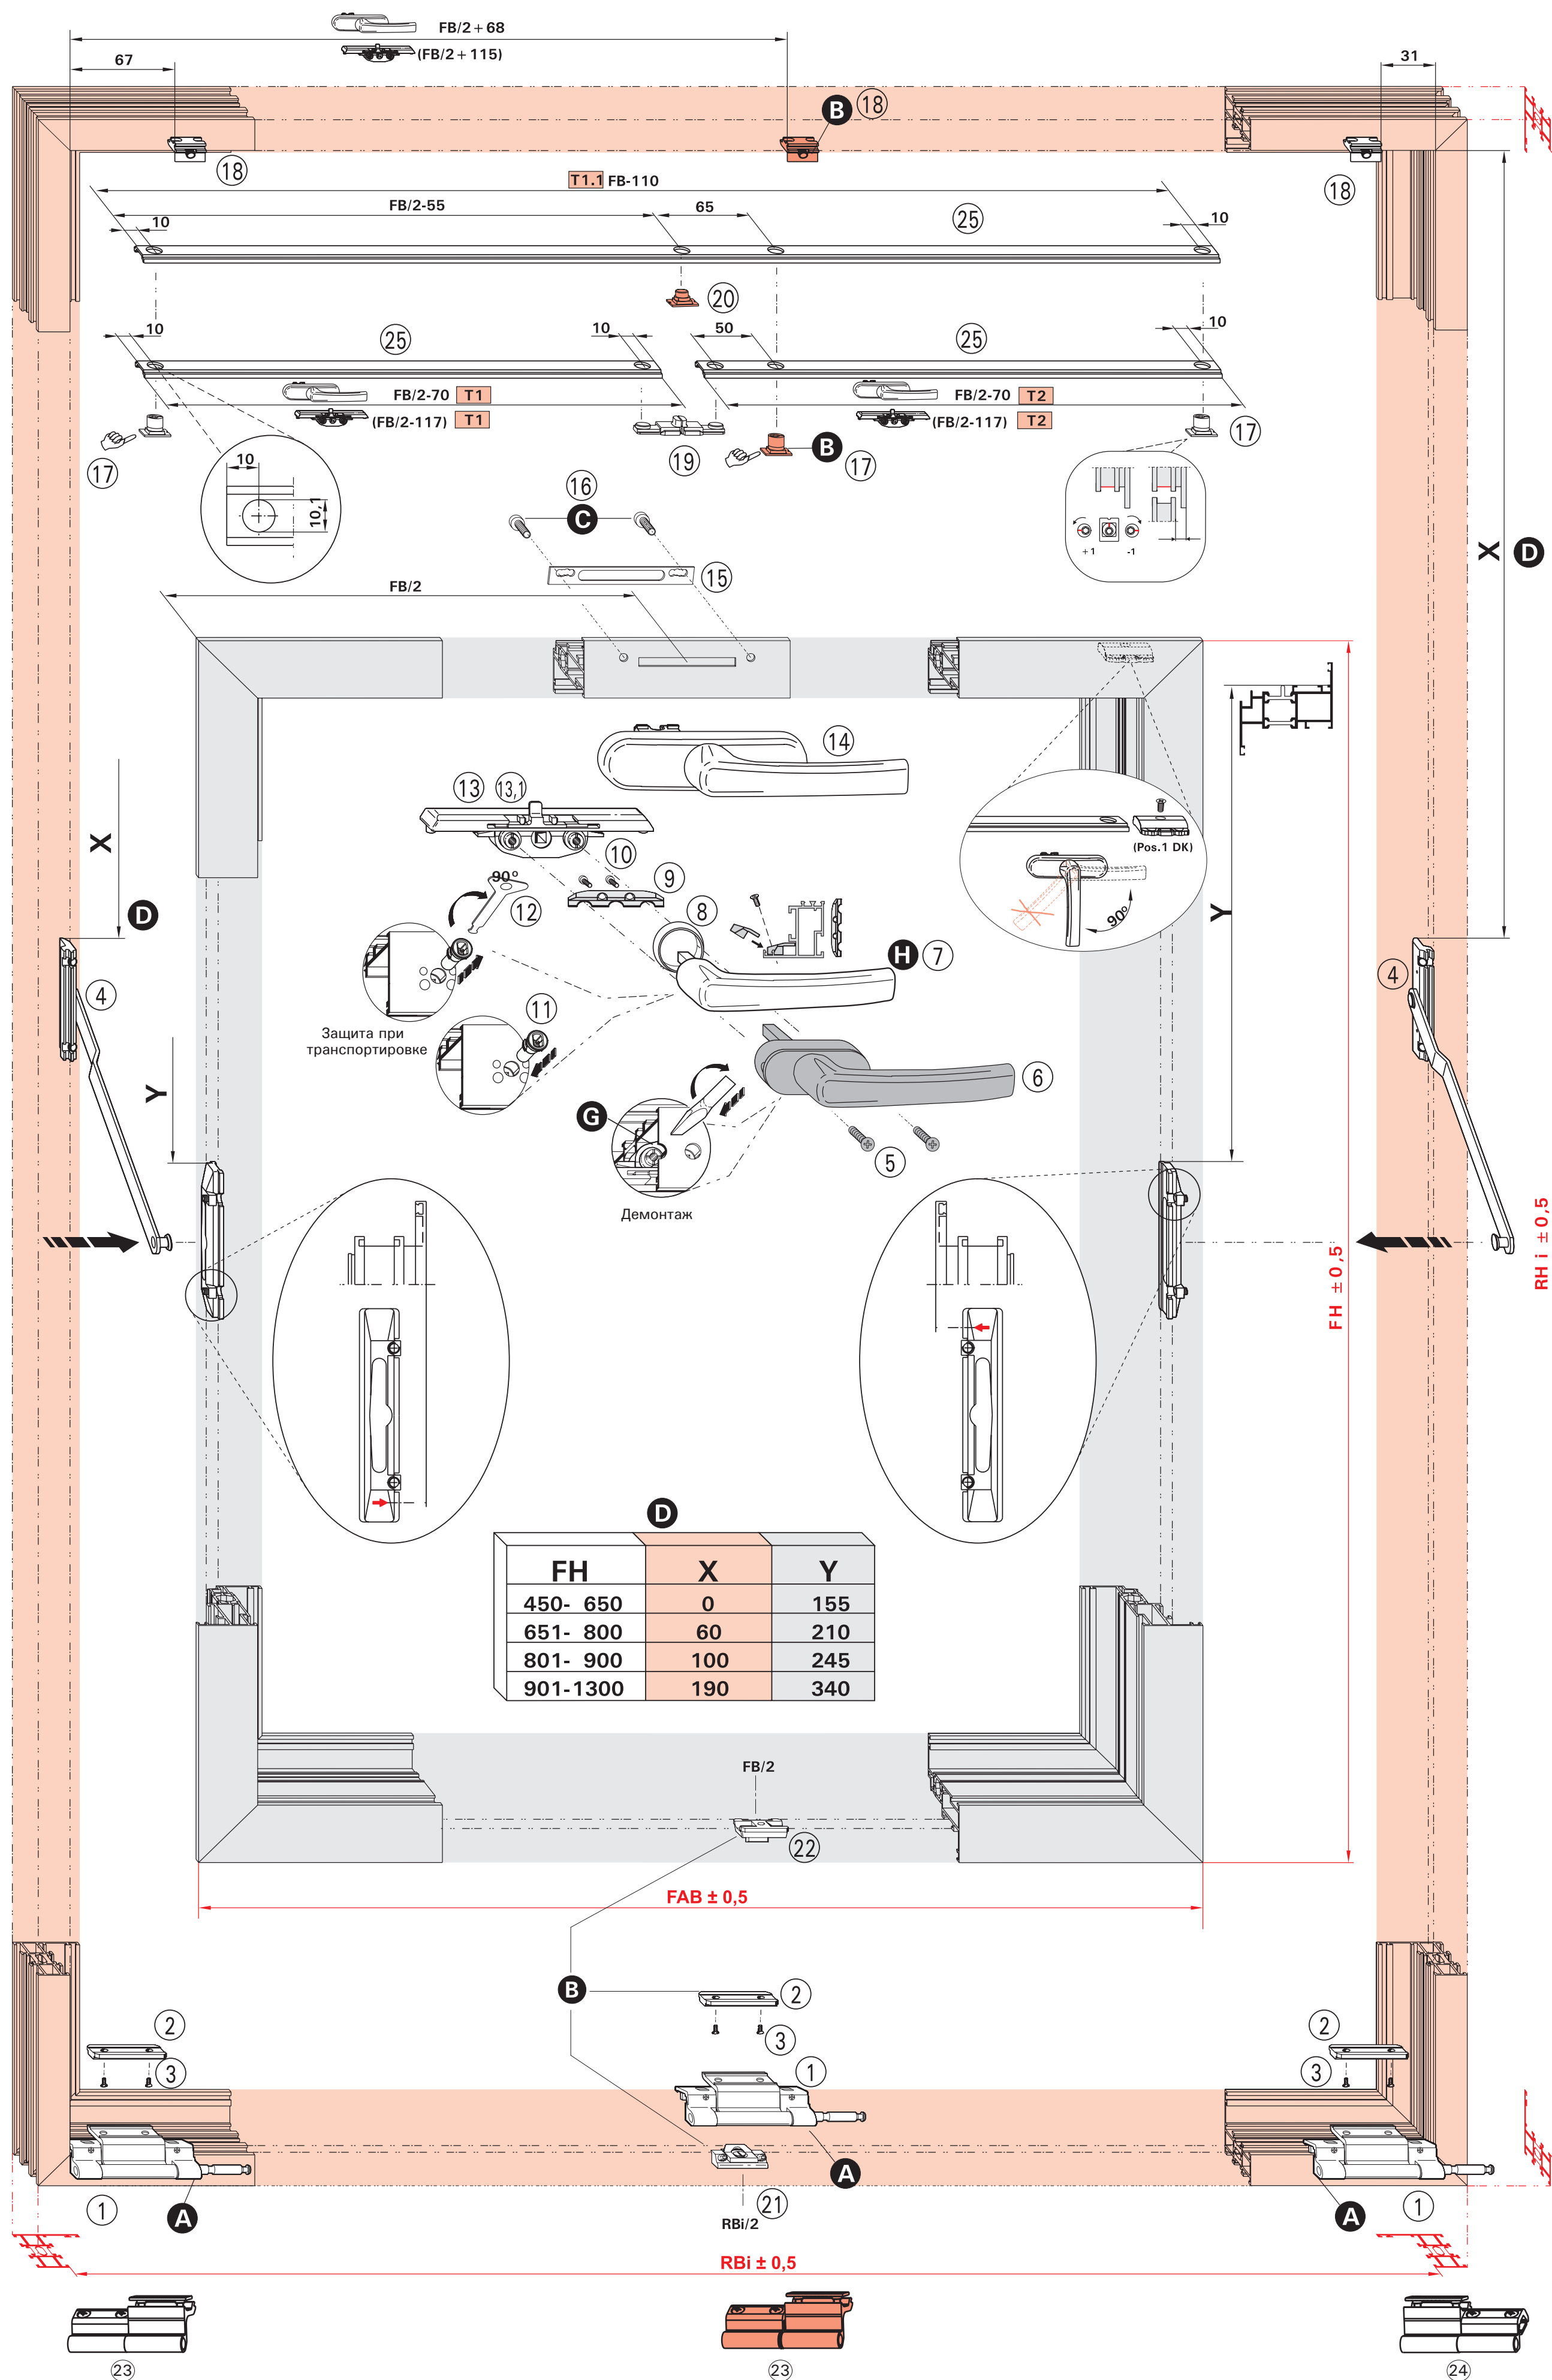 FB/2 + 68
(FB/2 + 115)
67
31
B 18
18
18
T1.1 FB-110
FB/2-55
65
25
10
10
20
10
25
10
50
25
10
FB/2-70 T1
(FB/2-117) T1
FB/2-70 T2
(FB/2-117) T2
17
19
B 17
17
10
10,1
16
C
15
+1 -1
X D
FB/2
14
13 13,1
10
9
90°
12
8
H 7
(Pos.1 DK)
90°
X
D
Y
4
4
Y
Защита при
транспортировке
11
6
G
5
Демонтаж
FH ± 0,5
RH i ± 0,5
D
FH X Y
450- 650 0 155
651- 800 60 210
801- 900 100 245
901-1300 190 340
FB/2
22
FAB ± 0,5
B
2
3
1
2
3
2
3
A
1
A
21
RBi/2
A
1
RBi ± 0,5
23
23
24